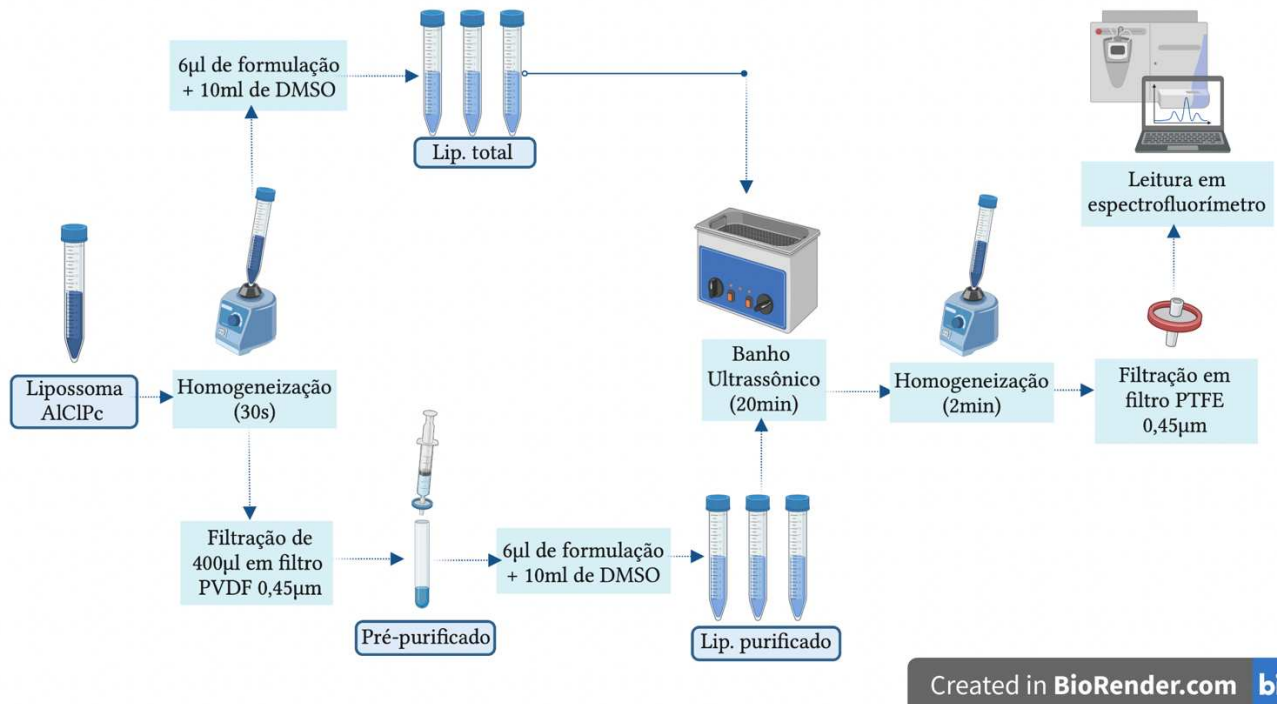 6µl de formulação
+ 10ml de DMSO
Lip. total
Lipossoma
AlClPc
Homogeneização
(30s)
Filtração de
400µl em filtro
PVDF 0,45µm
Pré-purificado
6µl de formulação
+ 10ml de DMSO
Lip. purificado
Banho
Ultrassônico
(20min)
Homogeneização
(2min)
Filtração em
filtro PTFE
0,45µm
Leitura em
espectrofluorímetro
Created in BioRender.com